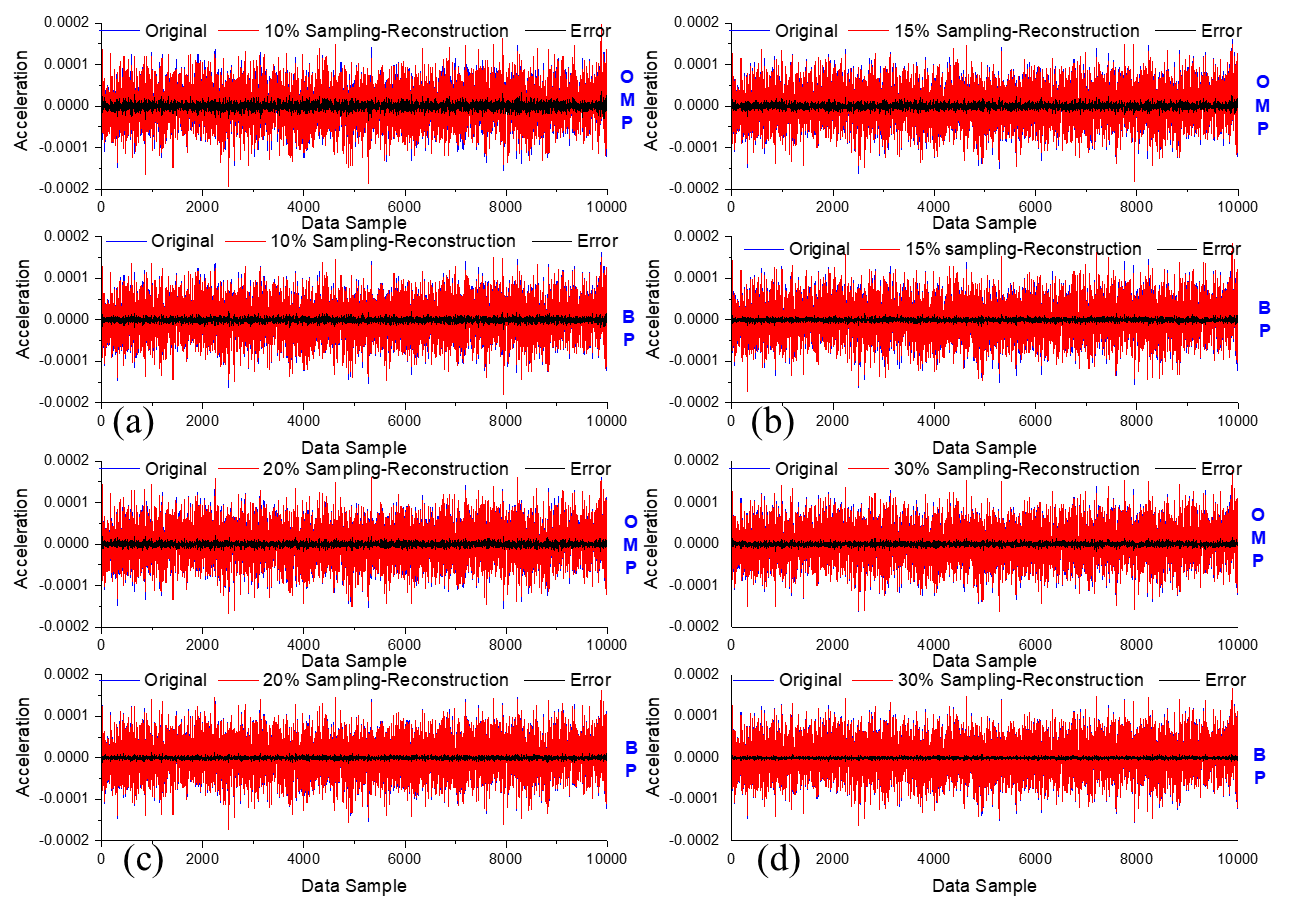 Original 10% Sampling-Reconstruction Error
0.0002
0.0001
0.0000
-0.0001
-0.0002
Acceleration
0 2000 4000 6000 8000 10000
Data Sample
O
M
P
Original 15% Sampling-Reconstruction Error
0.0002
0.0001
0.0000
-0.0001
-0.0002
Acceleration
0 2000 4000 6000 8000 10000
Data Sample
O
M
P
Original 10% Sampling-Reconstruction Error
0.0002
0.0001
0.0000
-0.0001
-0.0002
Acceleration
0 2000 4000 6000 8000 10000
Data Sample
B
P
(a)
Original 15% sampling-Reconstruction Error
0.0002
0.0001
0.0000
-0.0001
-0.0002
Acceleration
0 2000 4000 6000 8000 10000
Data Sample
B
P
(b)
Original 20% Sampling-Reconstruction Error
0.0002
0.0001
0.0000
-0.0001
-0.0002
Acceleration
0 2000 4000 6000 8000 10000
Data Sample
O
M
P
Original 30% Sampling-Reconstruction Error
0.0002
0.0001
0.0000
-0.0001
-0.0002
Acceleration
0 2000 4000 6000 8000 10000
Data Sample
O
M
P
Original 20% Sampling-Reconstruction Error
0.0002
0.0001
0.0000
-0.0001
-0.0002
Acceleration
0 2000 4000 6000 8000 10000
Data Sample
B
P
(c)
Original 30% Sampling-Reconstruction Error
0.0002
0.0001
0.0000
-0.0001
-0.0002
Acceleration
0 2000 4000 6000 8000 10000
Data Sample
B
P
(d)